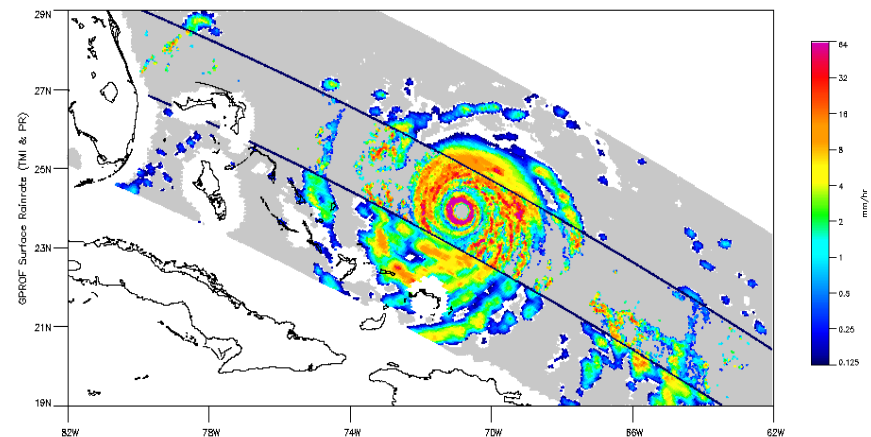 29N
27N
25N
23N
21N
19N
GPROF Surface Rainrate (TMI & PR)
82W 78W 74W 70W 66W 62W
64
32
16
8
4
2
1
0.5
0.25
0.125
mm/hr